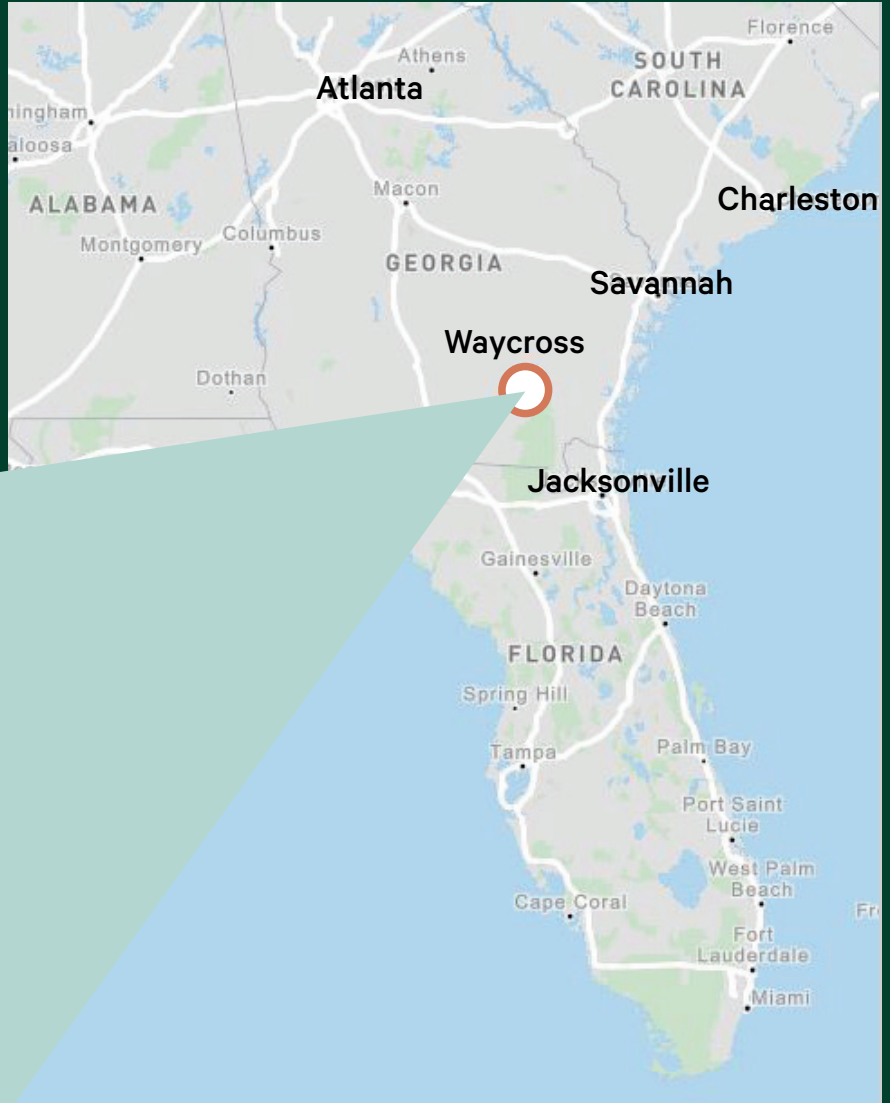 Florence
SOUTH
CAROLINA
Athens
Atlanta
ningham
aloosa
Macon
Charleston
ALABAMA
Columbus
Montgomery
GEORGIA
Savannah
Waycross
Dothan
Jacksonville
Gainesville
Daytona
Beach
FLORIDA
Spring Hill
Tampa
Palm Bay
Port Saint
Lucie
West Palm
Beach
Cape Coral
Fr
Fort
Lauderdale
Miami